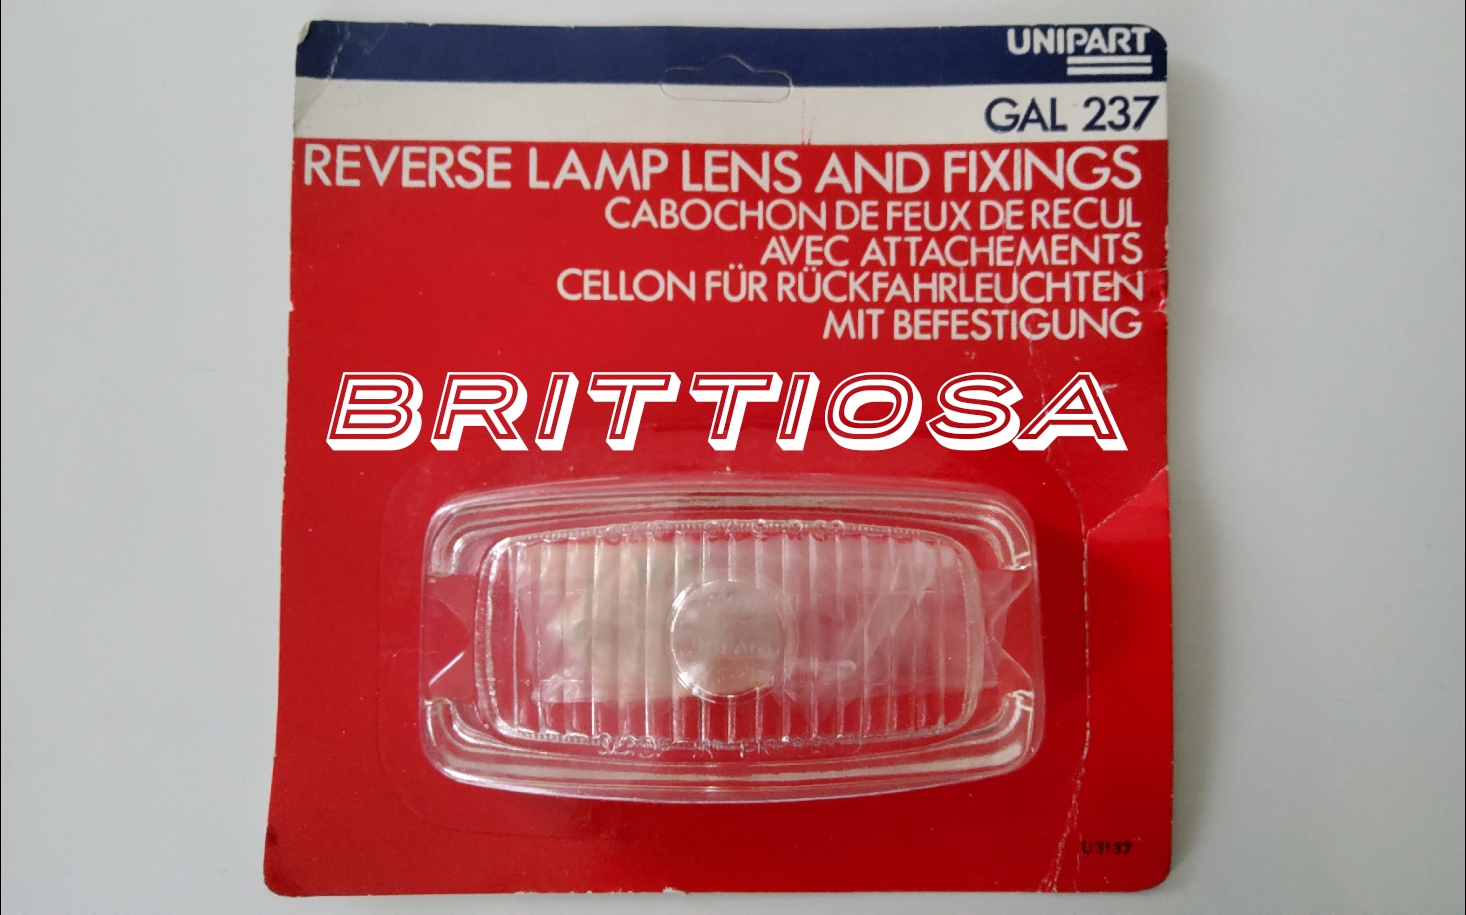 UNIPART
GAL 237
REVERSE LAMP LENS AND FIXINGS
CABOCHON DE FEUX DE RECUL
AVEC ATTACHEMENTS
CELLON FÜR RÜCKFAHRLEUCHTEN
MIT BEFESTIGUNG
BRITTIOSA
U3137